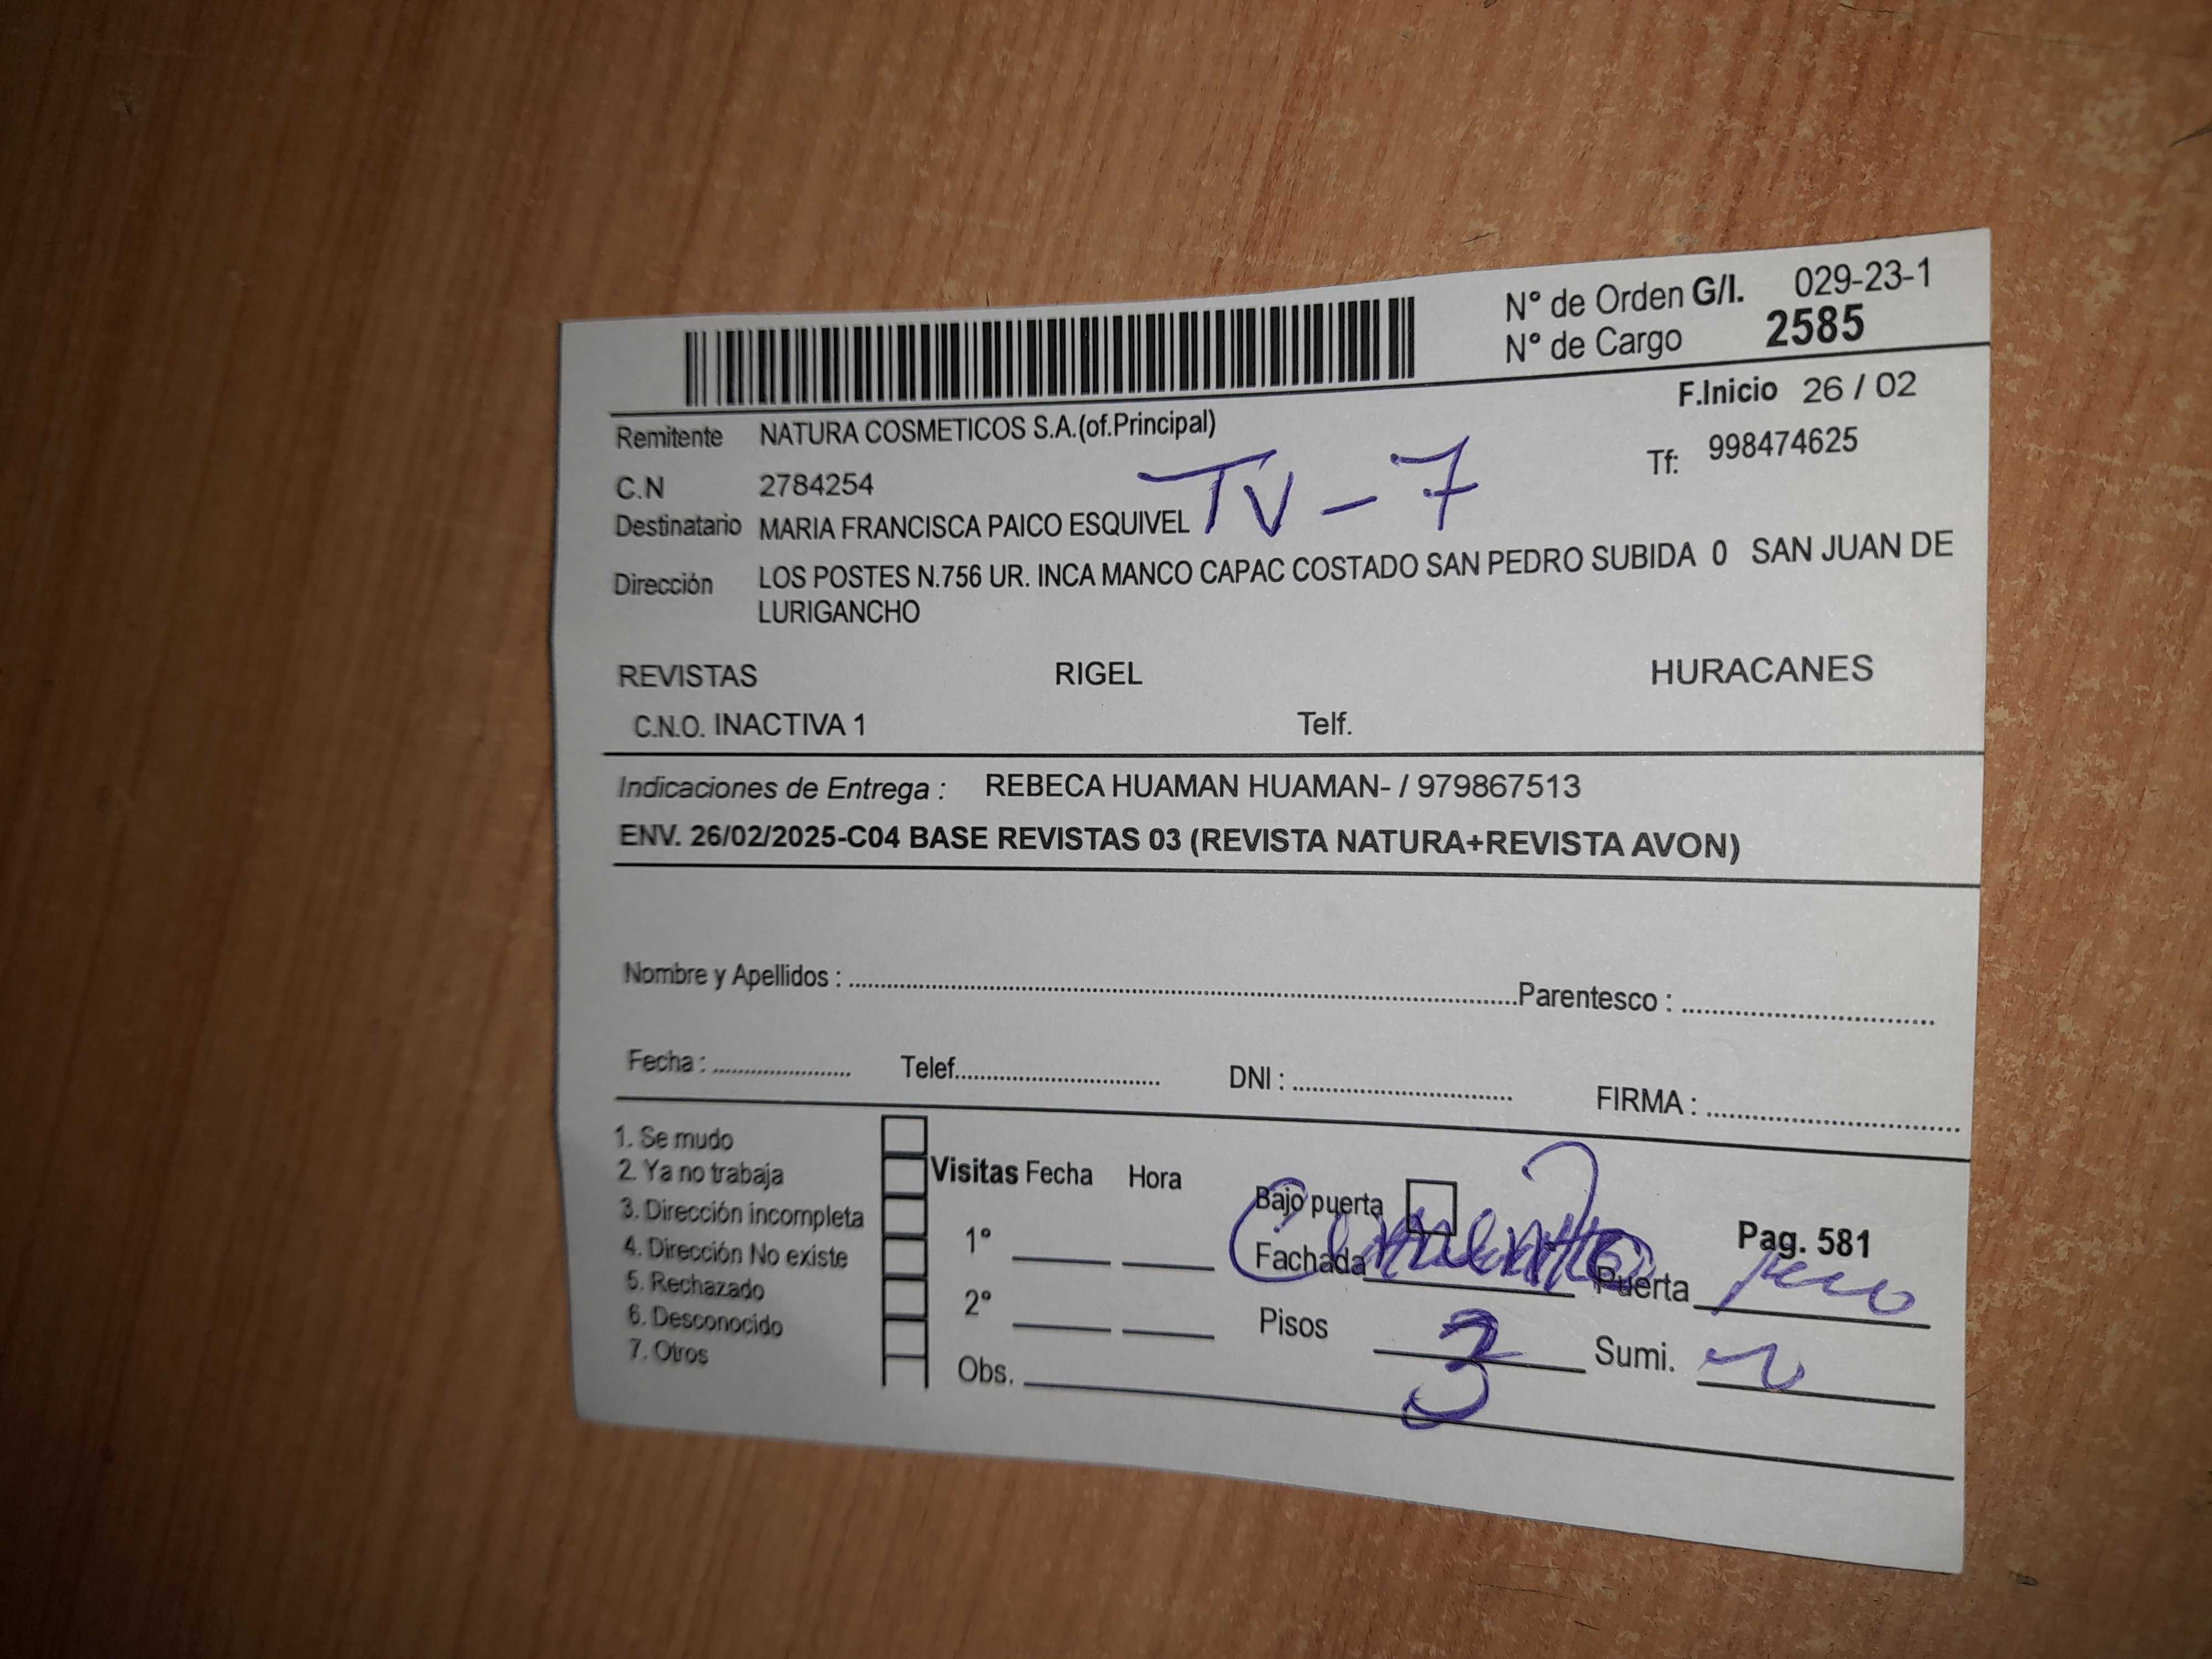 N° de Orden G/I. 029-23-1
N° de Cargo 2585
F.Inicio 26 / 02
Remitente NATURA COSMETICOS S.A.(of.Principal)
Tf: 998474625
C.N 2784254
TV-7
Destinatario MARIA FRANCISCA PAICO ESQUIVEL
Dirección LOS POSTES N.756 UR. INCA MANCO CAPAC COSTADO SAN PEDRO SUBIDA 0 SAN JUAN DE
LURIGANCHO
REVISTAS RIGEL HURACANES
C.N.O. INACTIVA 1 Telf.
Indicaciones de Entrega : REBECA HUAMAN HUAMAN- / 979867513
ENV. 26/02/2025-C04 BASE REVISTAS 03 (REVISTA NATURA+REVISTA AVON)
Nombre y Apellidos : Parentesco :
Fecha : Telef. DNI : FIRMA :
1. Se mudo
2. Ya no trabaja
3. Dirección incompleta
4. Dirección No existe
5. Rechazado
6. Desconocido
7. Otros
Visitas Fecha Hora
1°
2°
Obs.
Bajo puerta
Pag. 581
Fachada Puerta
Pisos 3 Sumi.